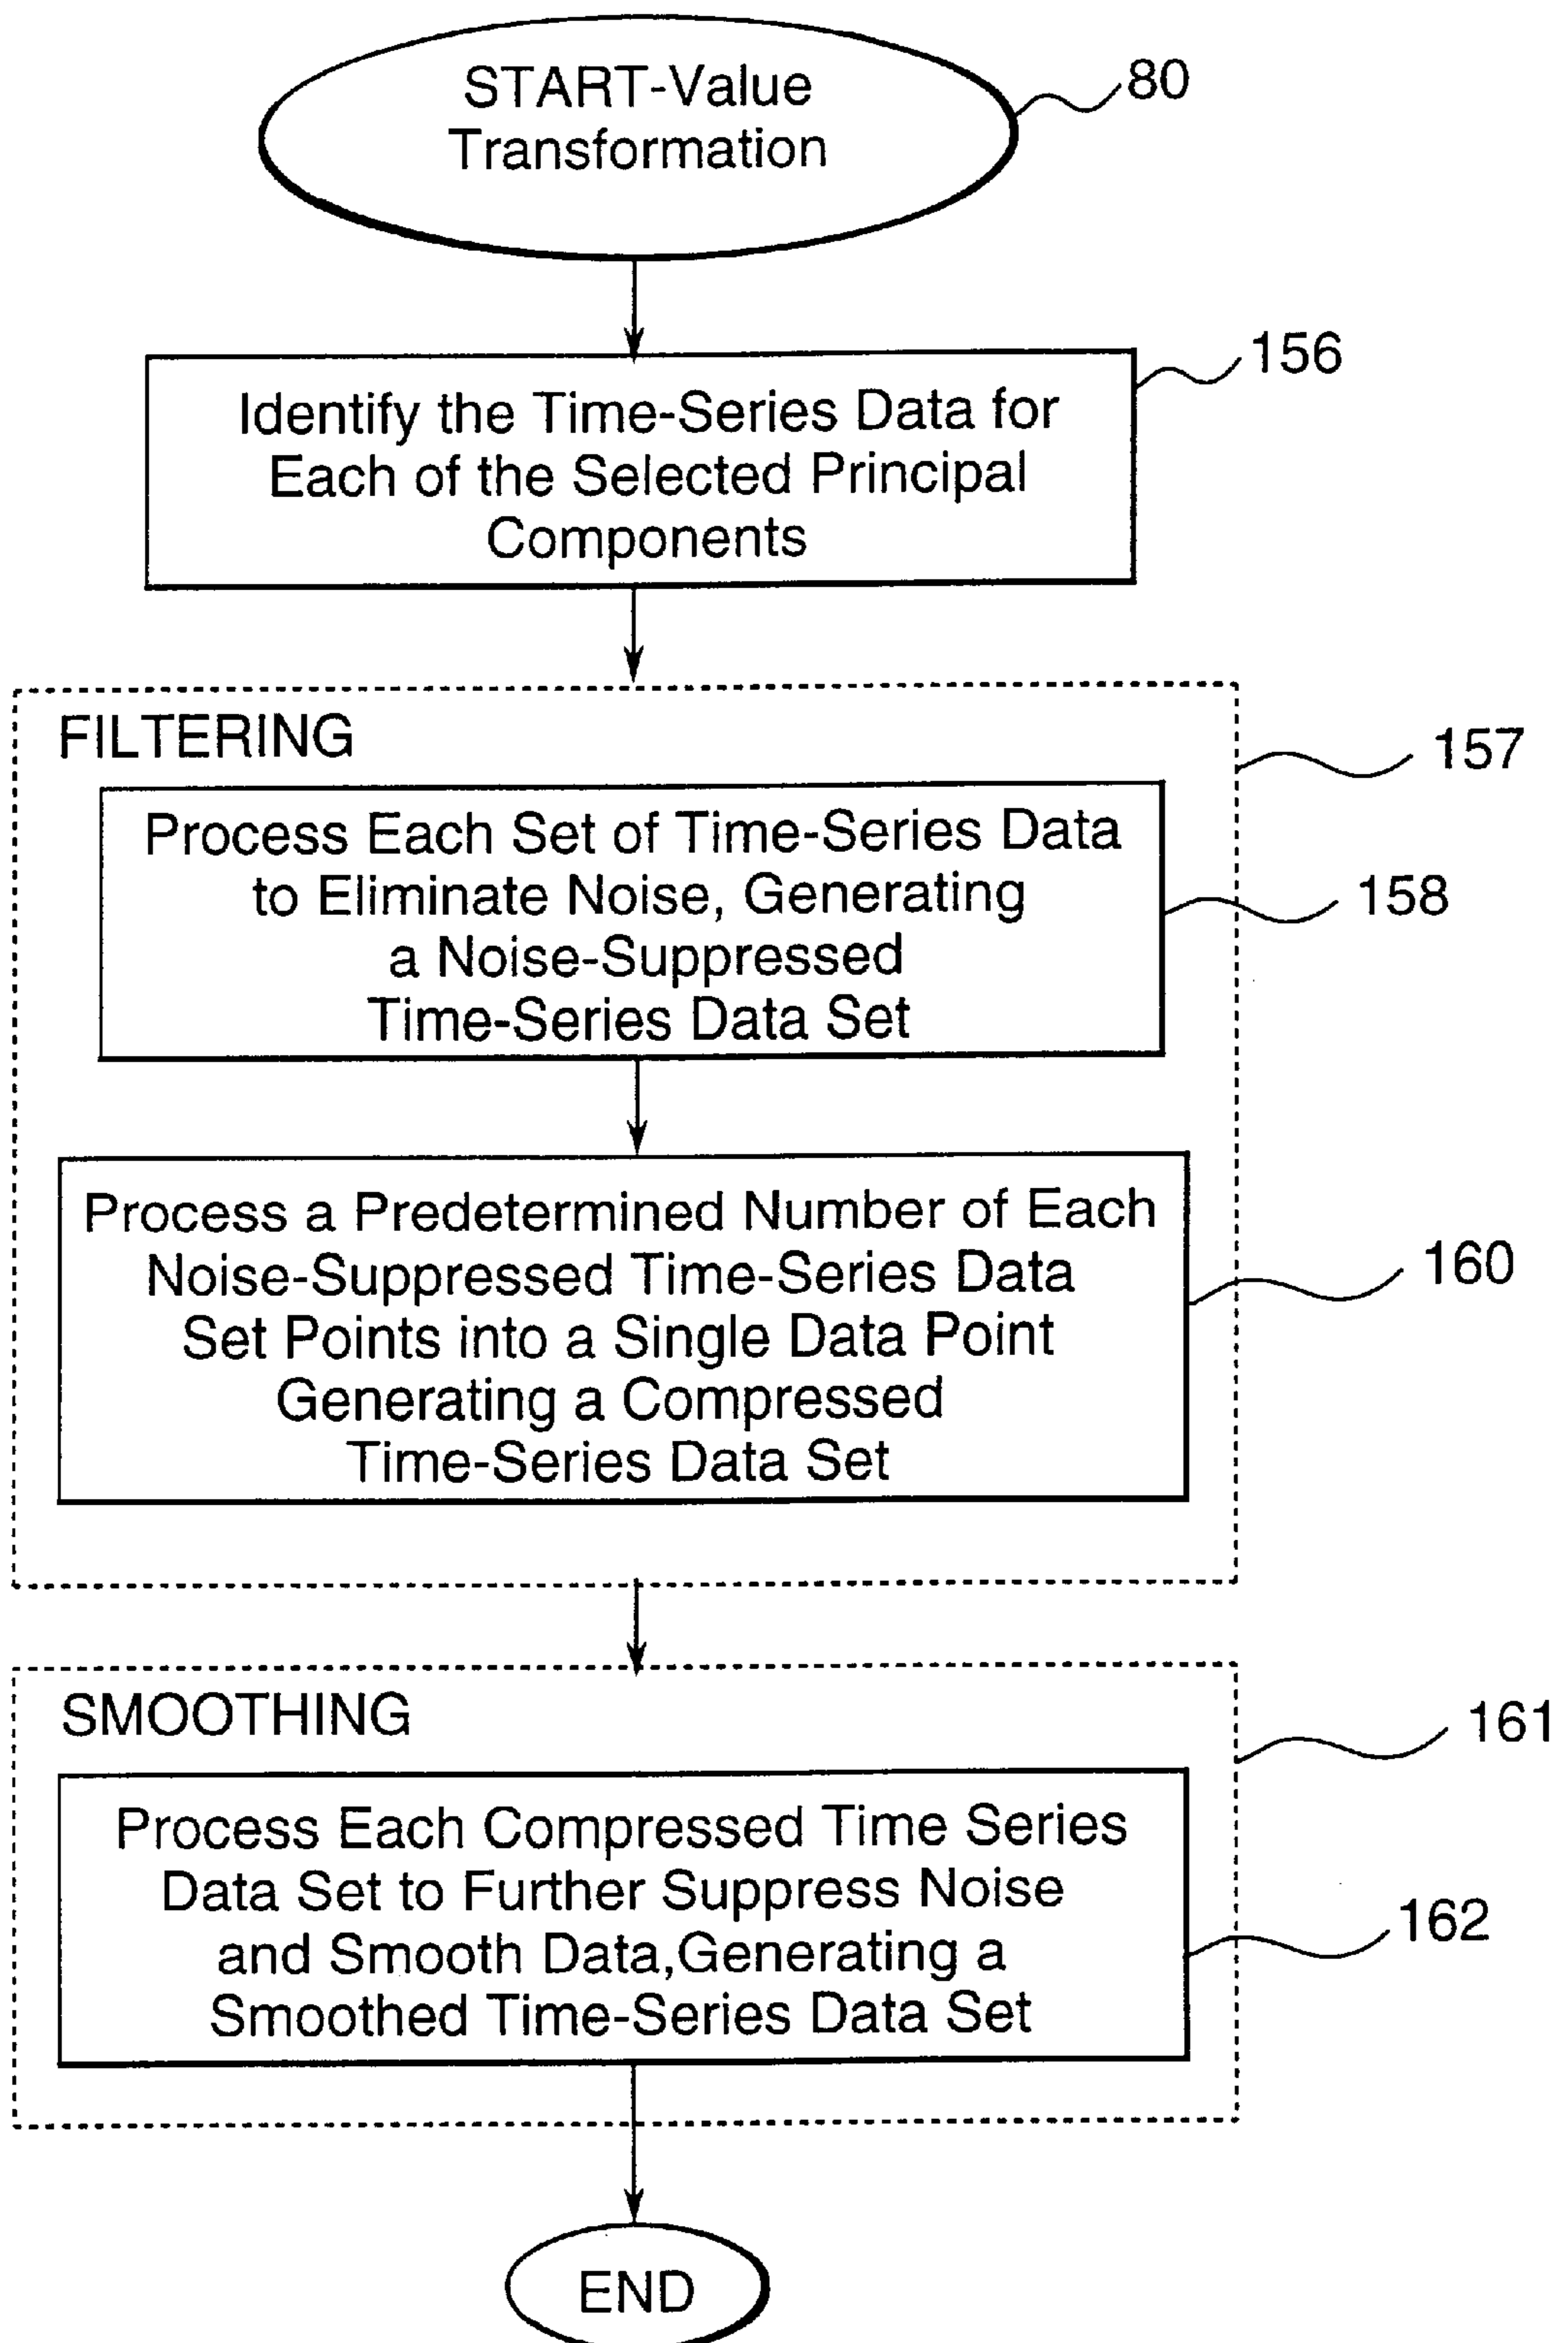 START-Value
Transformation
80
156
Identify the Time-Series Data for
Each of the Selected Principal
Components
FILTERING
157
Process Each Set of Time-Series Data
to Eliminate Noise, Generating
a Noise-Suppressed
Time-Series Data Set
158
Process a Predetermined Number of Each
Noise-Suppressed Time-Series Data
Set Points into a Single Data Point
Generating a Compressed
Time-Series Data Set
160
SMOOTHING
161
Process Each Compressed Time Series
Data Set to Further Suppress Noise
and Smooth Data,Generating a
Smoothed Time-Series Data Set
162
END